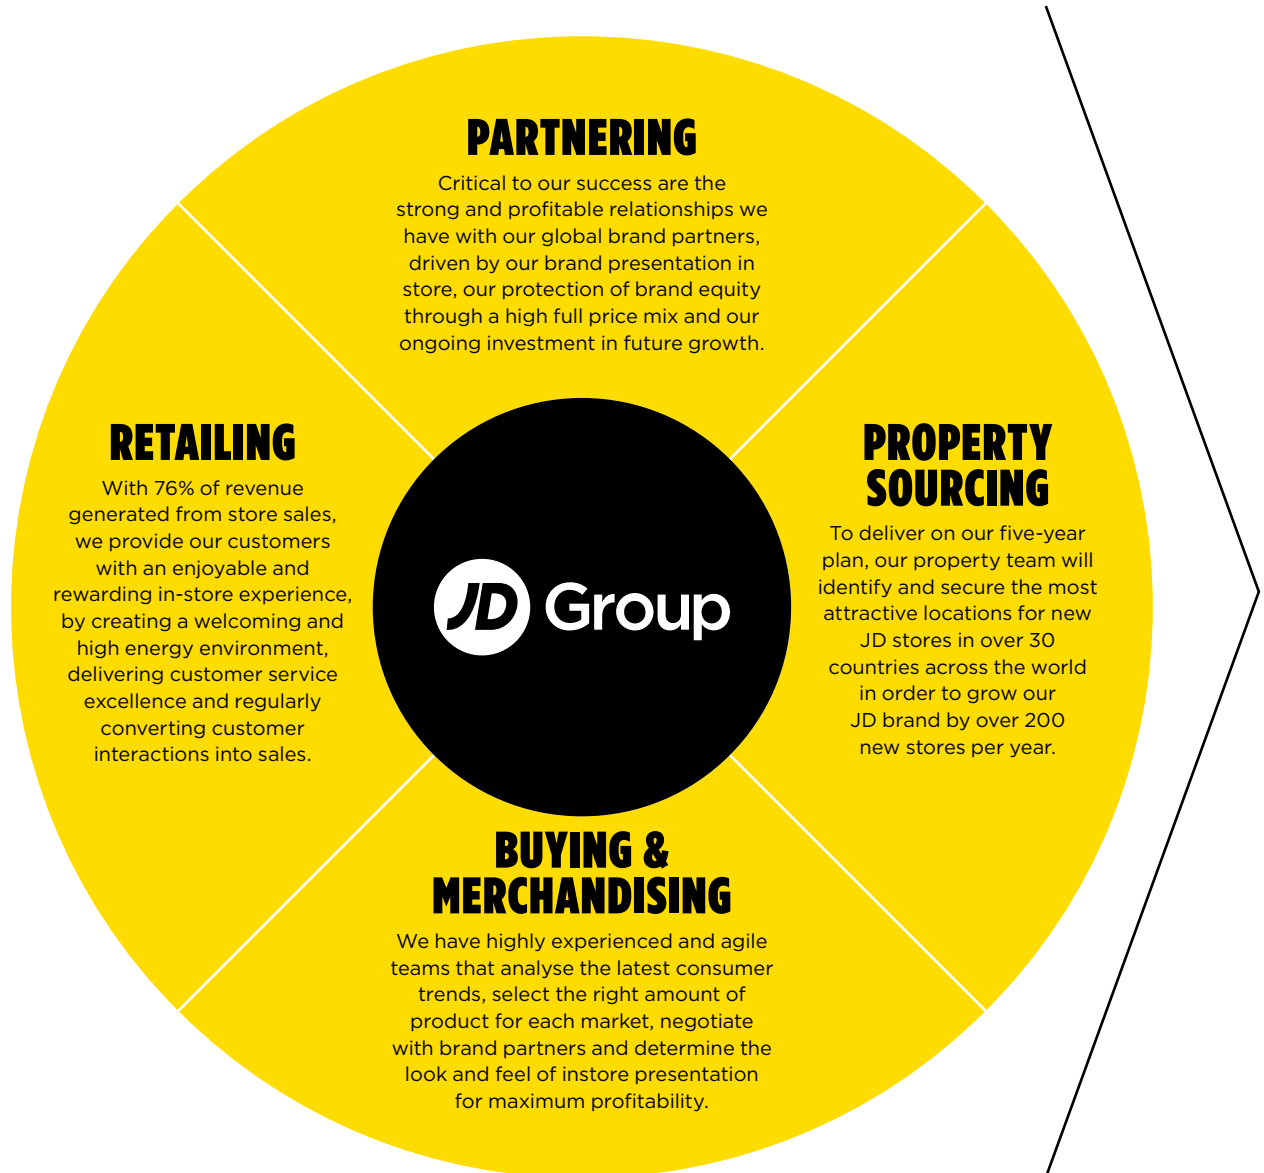 PARTNERING
Critical to our success are the
strong and profitable relationships we
have with our global brand partners,
driven by our brand presentation in
store, our protection of brand equity
through a high full price mix and our
ongoing investment in future growth.
RETAILING
With 76% of revenue
generated from store sales,
we provide our customers
with an enjoyable and
rewarding in-store experience,
by creating a welcoming and
high energy environment,
delivering customer service
excellence and regularly
converting customer
interactions into sales.
JD Group
PROPERTY
SOURCING
To deliver on our five-year
plan, our property team will
identify and secure the most
attractive locations for new
JD stores in over 30
countries across the world
in order to grow our
JD brand by over 200
new stores per year.
BUYING &
MERCHANDISING
We have highly experienced and agile
teams that analyse the latest consumer
trends, select the right amount of
product for each market, negotiate
with brand partners and determine the
look and feel of instore presentation
for maximum profitability.